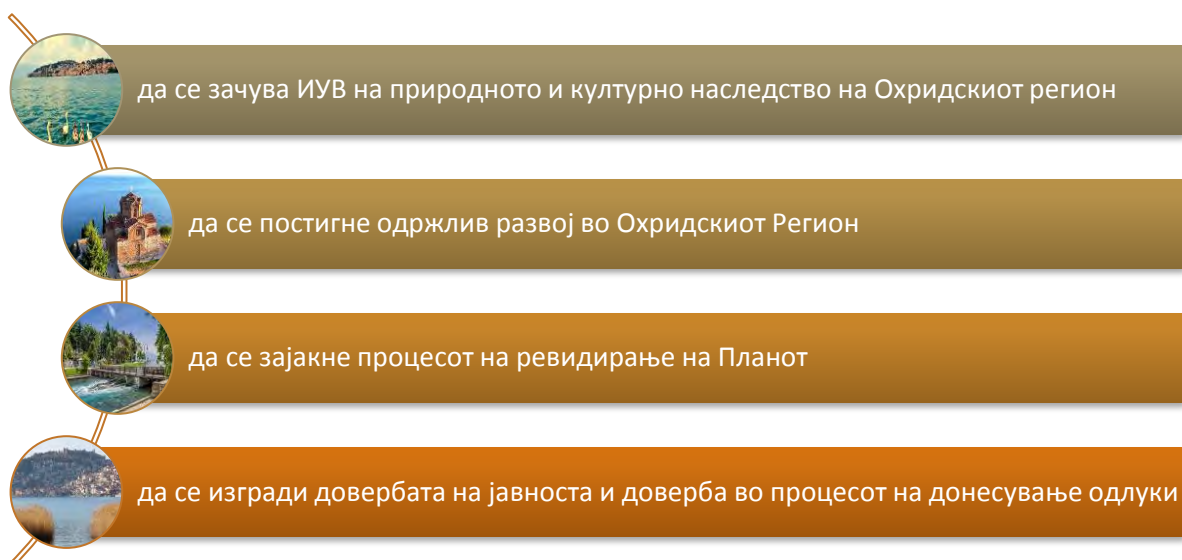 да се зачува ИУВ на природното и културно наследство на Охридскиот регион
да се постигне одржлив развој во Охридскиот Регион
да се зајакне процесот на ревидирање на Планот
да се изгради довербата на јавноста и доверба во процесот на донесување одлуки